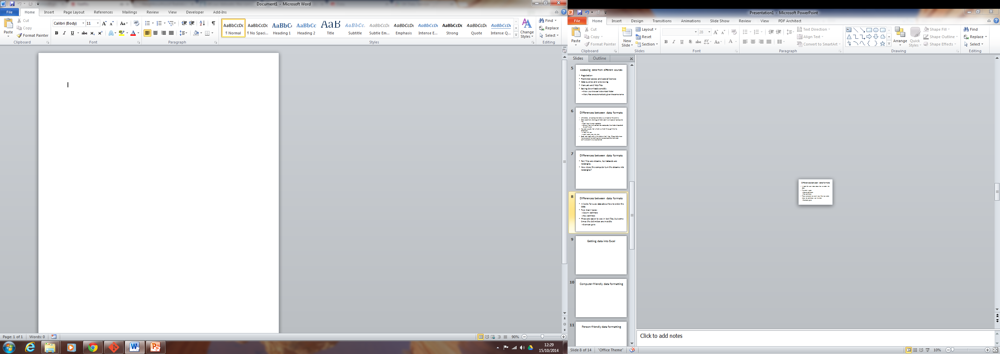 Document1 - Microsoft Word
File Home Insert Page Layout References Mailings Review View Developer Add-Ins
Paste
Cut
Copy
Format Painter
Clipboard
Calibri (Body) 11
Font
Paragraph
AaBbCcDc AaBbCcDc AaBbC AaBbCc AaB AaBbCc. AaBbCcDc AaBbCcDc AaBbCcDc AaBbCcDc AaBbCcDc AaBbCcDc
¶ Normal ¶ No Spaci... Heading 1 Heading 2 Title Subtitle Subtle Em... Emphasis Intense E... Strong Quote Intense Q...
Change Styles
Styles
Find
Replace
Select
Editing
Page: 1 of 1 Words: 0
90%
12:29
15/10/2014
Presentation1 - Microsoft PowerPoint
File Home Insert Design Transitions Animations Slide Show Review View PDF Architect
Paste
Cut
Copy
Format Painter
Clipboard
New Slide
Layout
Reset
Section
Slides
28
Font
Text Direction
Align Text
Convert to SmartArt
Paragraph
Arrange
Quick Styles
Shape Fill
Shape Outline
Shape Effects
Drawing
Find
Replace
Select
Editing
Slides Outline
5
Accessing data from different sources
• Registration
• Restricted access and special licenses
• Data queries and previewing
• Manuals and help files
• Saving downloads sensibly
– Know your browser's download folder
– Many files are automatically given the same name
6
Differences between data formats
7
Differences between data formats
• Text files are streams, but datasets are
rectangles.
• How does the computer turn the streams into
rectangles?
8
Differences between data formats
• It looks for cues: data about how to order the
data.
• Two main types:
– Column delimiters
– Row delimiters
• These are easier to see in text files, but some
times the delimiters are invisible
– Example: go to
9
Getting data into Excel
10
Computer-friendly data formatting
11
Person-friendly data formatting
Differences between data formats
Click to add notes
Slide 8 of 14 "Office Theme"
10%